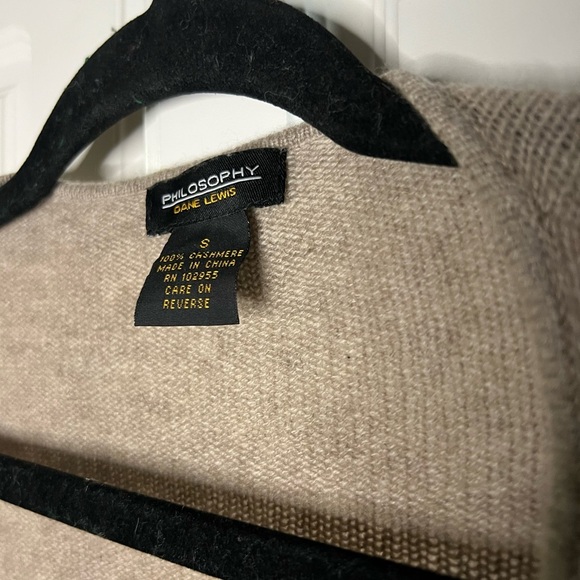 PHILOSOPHY
DANE LEWIS
S
100% CASHMERE
MADE IN CHINA
RN 102955
CARE ON
REVERSE